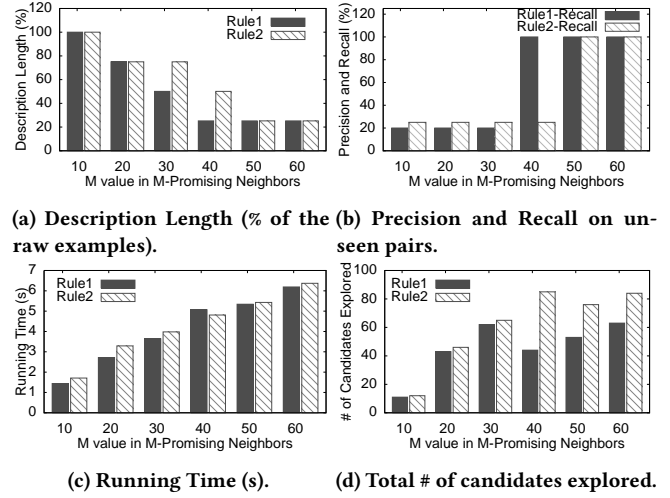 120
100
80
60
40
20
0
Description Length (%)
Rule1
Rule2
10 20 30 40 50 60
M value in M-Promising Neighbors
(a) Description Length (% of the raw examples).
120
100
80
60
40
20
0
Precision and Recall (%)
Rule1-Recall
Rule2-Recall
10 20 30 40 50 60
M value in M-Promising Neighbors
(b) Precision and Recall on un-
seen pairs.
7
6
5
4
3
2
1
0
Running Time (s)
Rule1
Rule2
10 20 30 40 50 60
M value in M-Promising Neighbors
(c) Running Time (s).
100
80
60
40
20
0
# of Candidates Explored
Rule1
Rule2
10 20 30 40 50 60
M value in M-Promising Neighbors
(d) Total # of candidates explored.